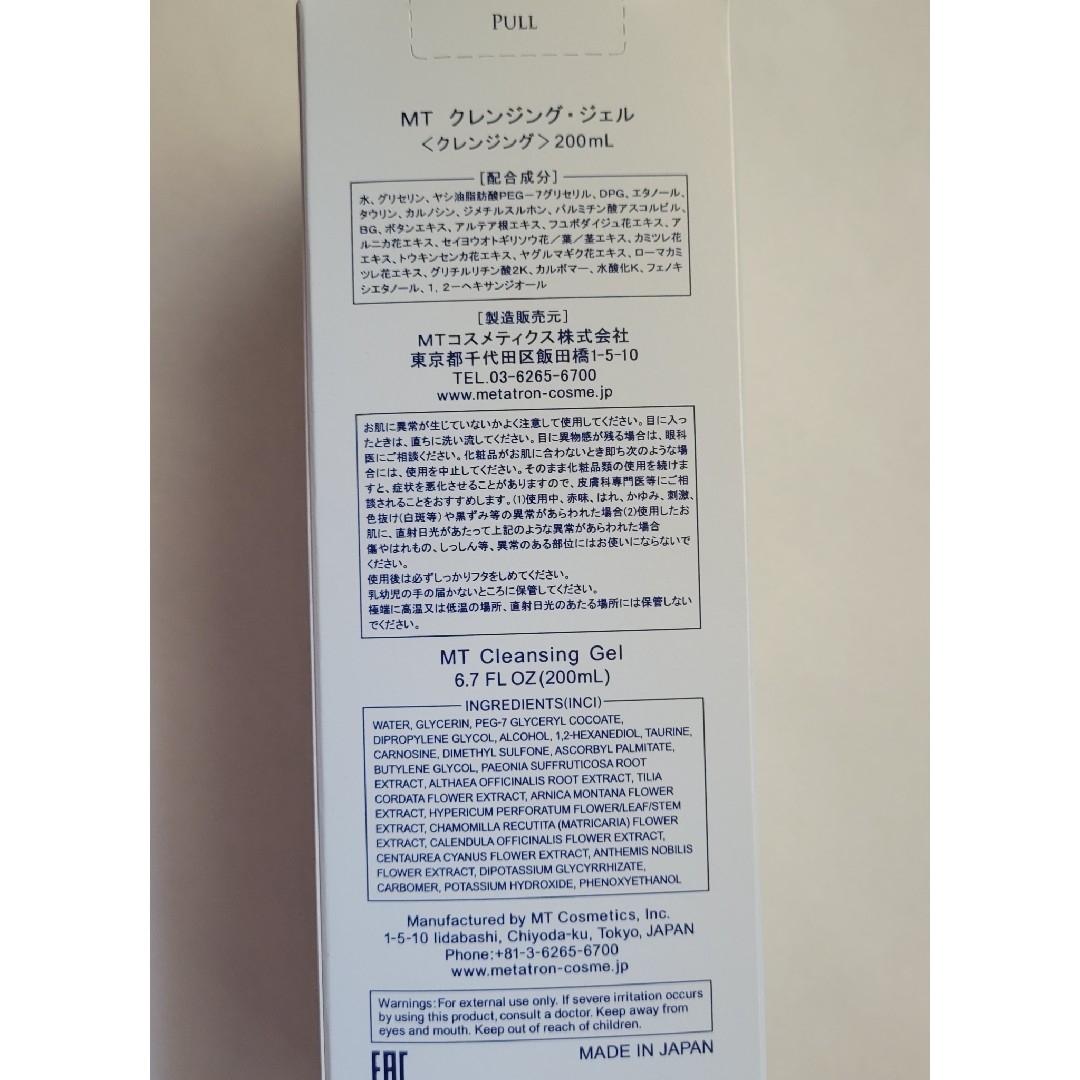 PULL
MT クレンジング・ジェル
＜クレンジング＞200mL
[配合成分]
水、グリセリン、ヤシ油脂肪酸PEG－7グリセリル、DPG、エタノール、
タウリン、カルノシン、ジメチルスルホン、パルミチン酸アスコルビル、
BG、ボタンエキス、アルテア根エキス、フユボダイジュ花エキス、ア
ルニカ花エキス、セイヨウオトギリソウ花／葉／茎エキス、カミツレ花
エキス、トウキンセンカ花エキス、ヤグルマギク花エキス、ローマカミ
ツレ花エキス、グリチルリチン酸2K、カルボマー、水酸化K、フェノキ
シエタノール、1，2－ヘキサンジオール
[製造販売元]
MTコスメティクス株式会社
東京都千代田区飯田橋1-5-10
TEL.03-6265-6700
www.metatron-cosme.jp
お肌に異常が生じていないかよく注意して使用してください。目に入っ
たときは、直ちに洗い流してください。目に異物感が残る場合は、眼科
医にご相談ください。化粧品がお肌に合わないとき即ち次のような場
合には、使用を中止してください。そのまま化粧品類の使用を続けま
すと、症状を悪化させることがありますので、皮膚科専門医等にご相
談されることをおすすめします。(1)使用中、赤味、はれ、かゆみ、刺激、
色抜け(白斑等)や黒ずみ等の異常があらわれた場合(2)使用したお
肌に、直射日光があたって上記のような異常があらわれた場合
傷やはれもの、しっしん等、異常のある部位にはお使いにならないで
ください。
使用後は必ずしっかりフタをしめてください。
乳幼児の手の届かないところに保管してください。
極端に高温又は低温の場所、直射日光のあたる場所には保管しない
でください。
MT Cleansing Gel
6.7 FL OZ(200mL)
INGREDIENTS(INCI)
WATER, GLYCERIN, PEG-7 GLYCERYL COCOATE,
DIPROPYLENE GLYCOL, ALCOHOL, 1,2-HEXANEDIOL, TAURINE,
CARNOSINE, DIMETHYL SULFONE, ASCORBYL PALMITATE,
BUTYLENE GLYCOL, PAEONIA SUFFRUTICOSA ROOT
EXTRACT, ALTHAEA OFFICINALIS ROOT EXTRACT, TILIA
CORDATA FLOWER EXTRACT, ARNICA MONTANA FLOWER
EXTRACT, HYPERICUM PERFORATUM FLOWER/LEAF/STEM
EXTRACT, CHAMOMILLA RECUTITA (MATRICARIA) FLOWER
EXTRACT, CALENDULA OFFICINALIS FLOWER EXTRACT,
CENTAUREA CYANUS FLOWER EXTRACT, ANTHEMIS NOBILIS
FLOWER EXTRACT, DIPOTASSIUM GLYCYRRHIZATE,
CARBOMER, POTASSIUM HYDROXIDE, PHENOXYETHANOL
Manufactured by MT Cosmetics, Inc.
1-5-10 Iidabashi, Chiyoda-ku, Tokyo, JAPAN
Phone:+81-3-6265-6700
www.metatron-cosme.jp
Warnings: For external use only. If severe irritation occurs
by using this product, consult a doctor. Keep away from
eyes and mouth. Keep out of reach of children.
EAC
MADE IN JAPAN